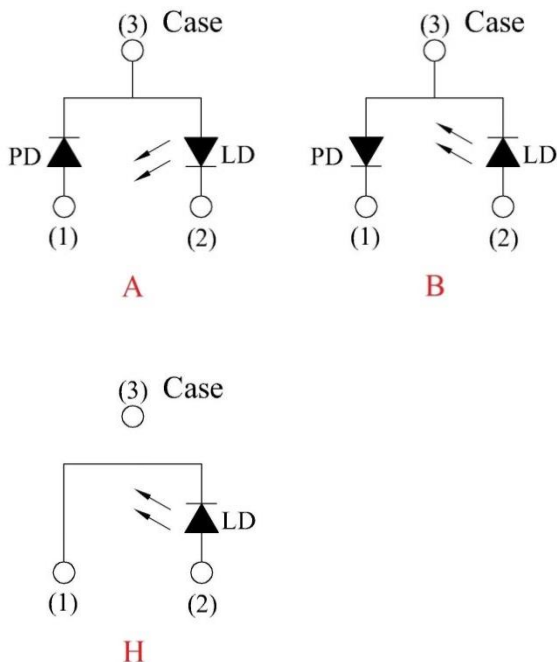 (3) Case
(3) Case
PD
LD
PD
LD
(1)
(2)
(1)
(2)
A
B
(3) Case
LD
(1)
(2)
H